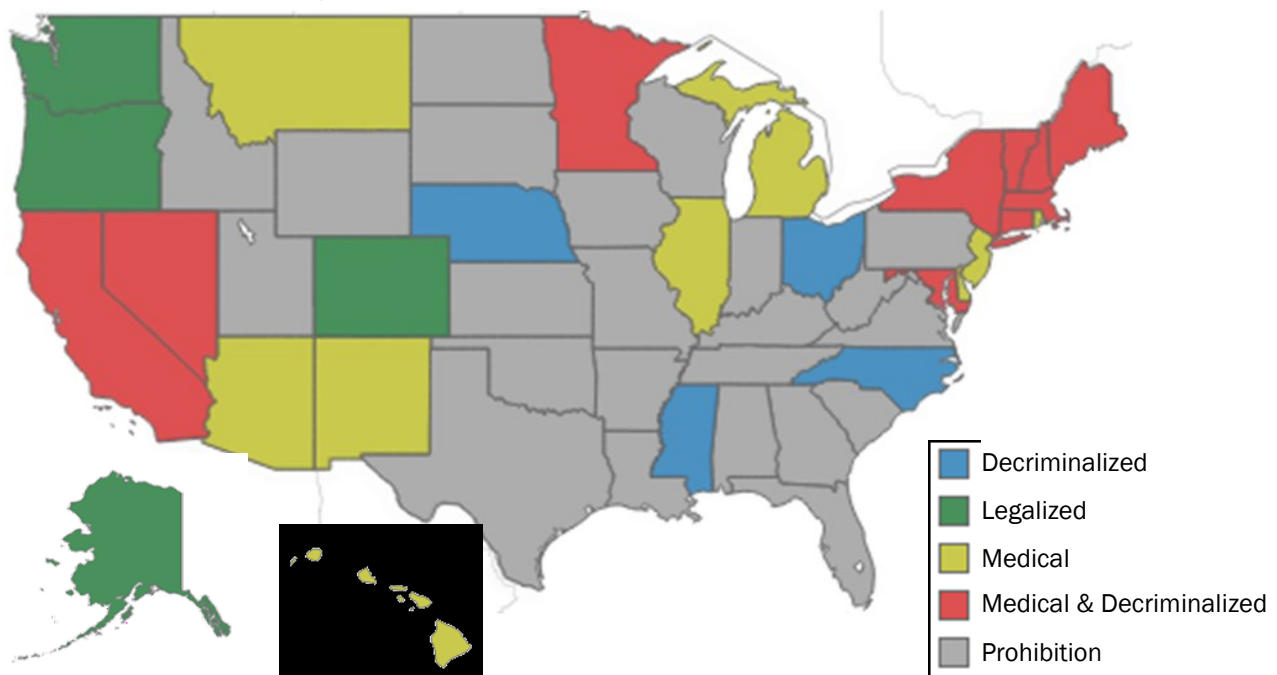 Decriminalized
Legalized
Medical
Medical & Decriminalized
Prohibition